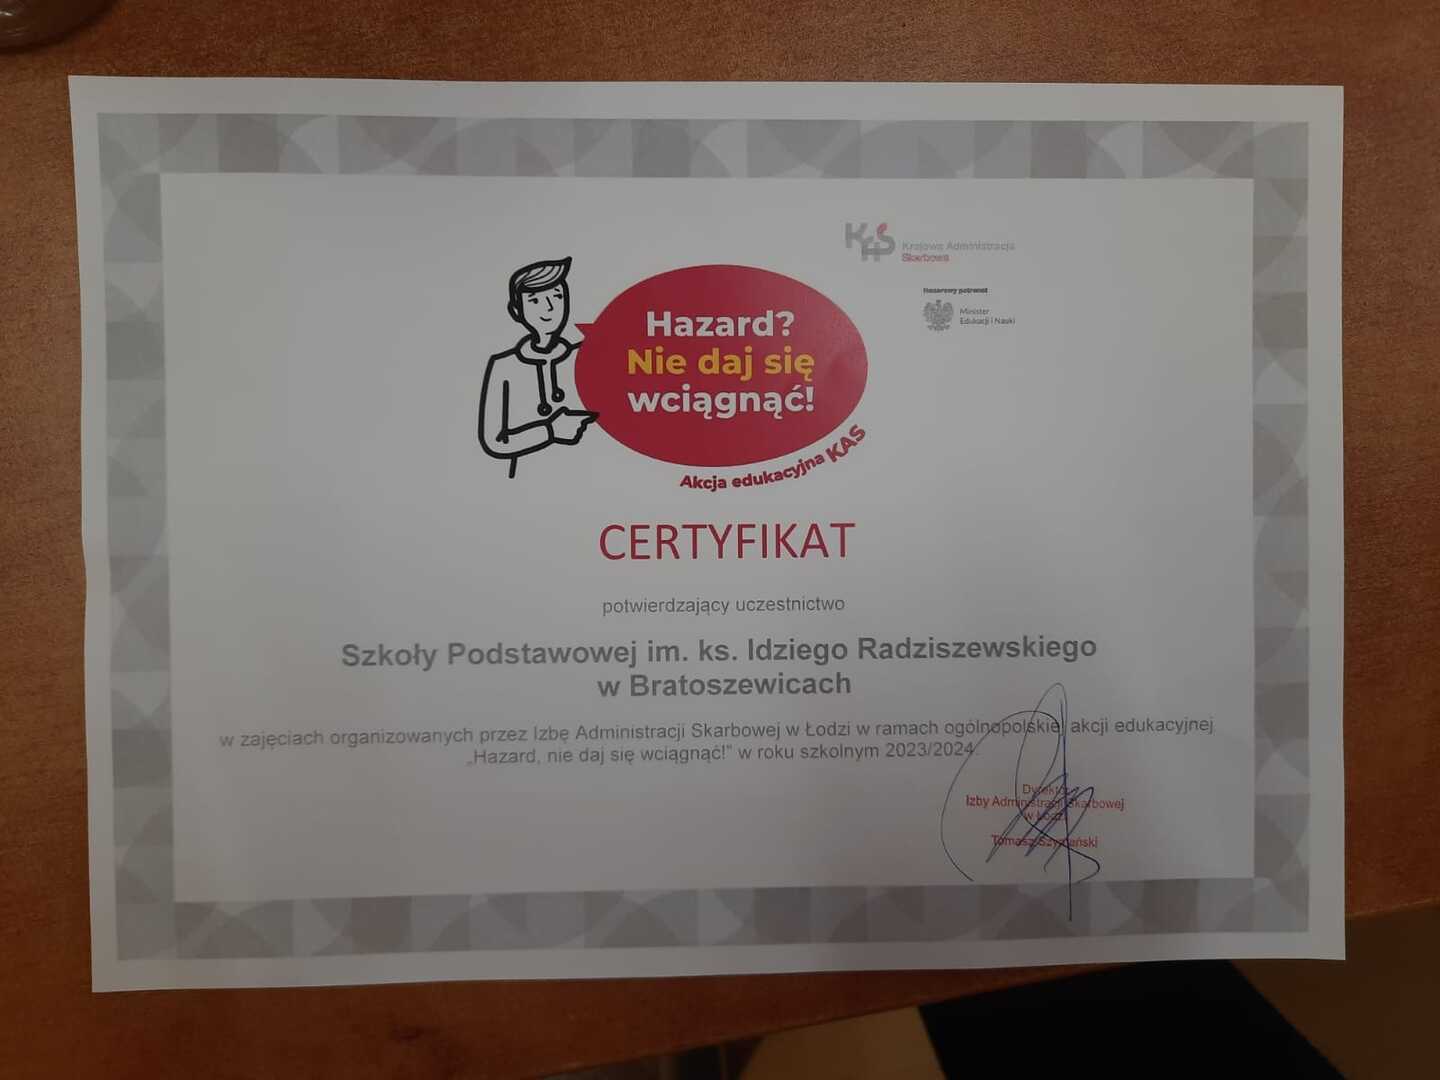 Krajowa Administracja
Skarbowa
Honorowy patronat
Minister
Edukacji i Nauki
Hazard?
Nie daj się
wciągnąć!
Akcja edukacyjna KAS
CERTYFIKAT
potwierdzający uczestnictwo
Szkoły Podstawowej im. ks. Idziego Radziszewskiego
w Bratoszewicach
w zajęciach organizowanych przez Izbę Administracji Skarbowej w Łodzi w ramach ogólnopolskiej akcji edukacyjnej
„Hazard, nie daj się wciągnąć!" w roku szkolnym 2023/2024.
Dyrektor
Izby Administracji Skarbowej
w Łodzi
Tomasz Szymański